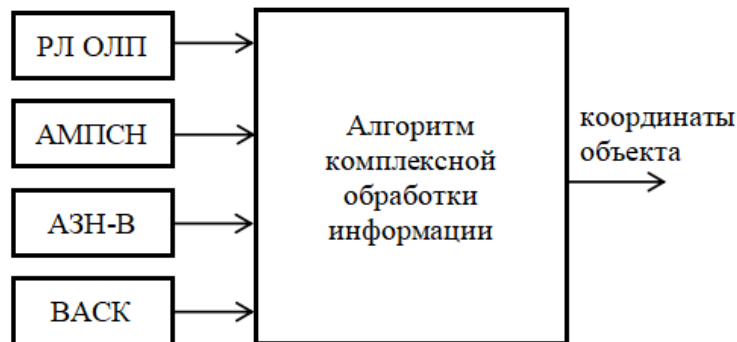 РЛ ОЛП
АМПСН
АЗН-В
ВАСК
Алгоритм
комплексной
обработки
информации
координаты
объекта